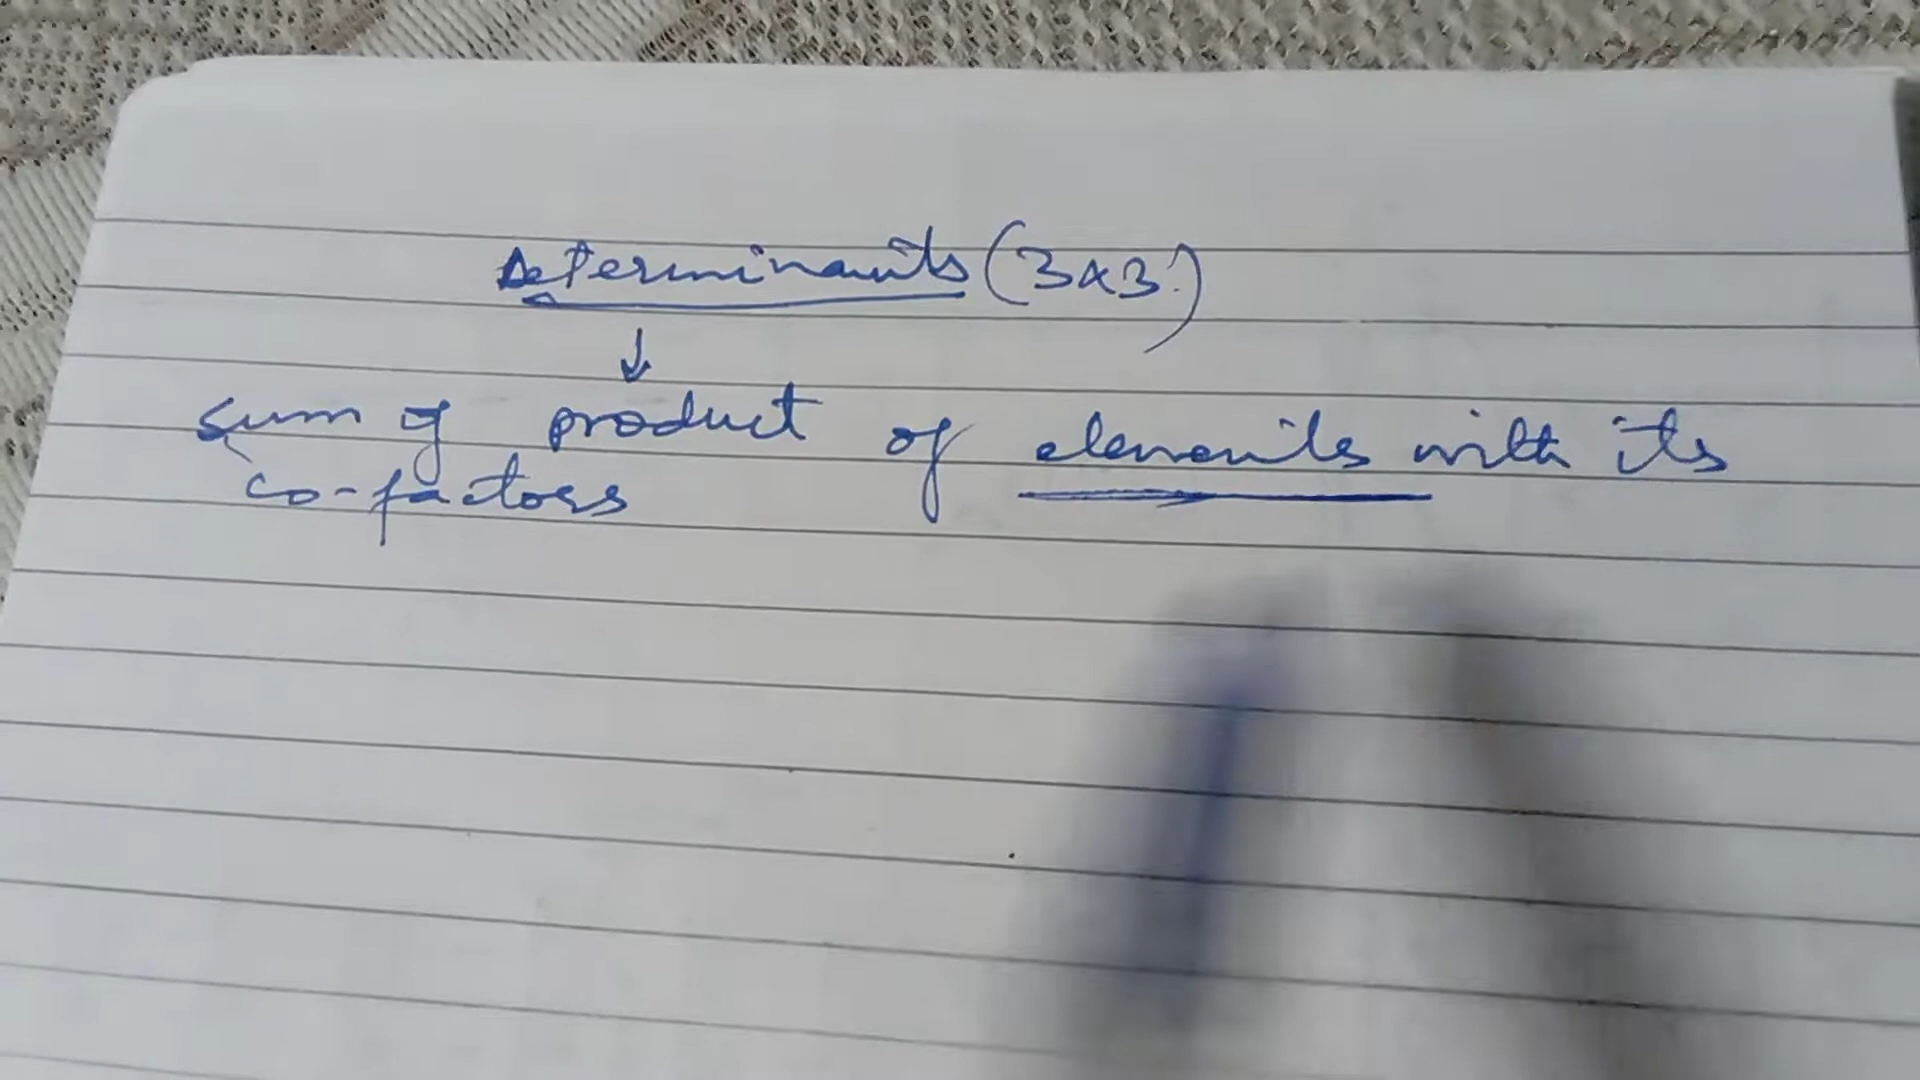 Determinants (3x3)
↓
sum of product of elements with its
co-factors